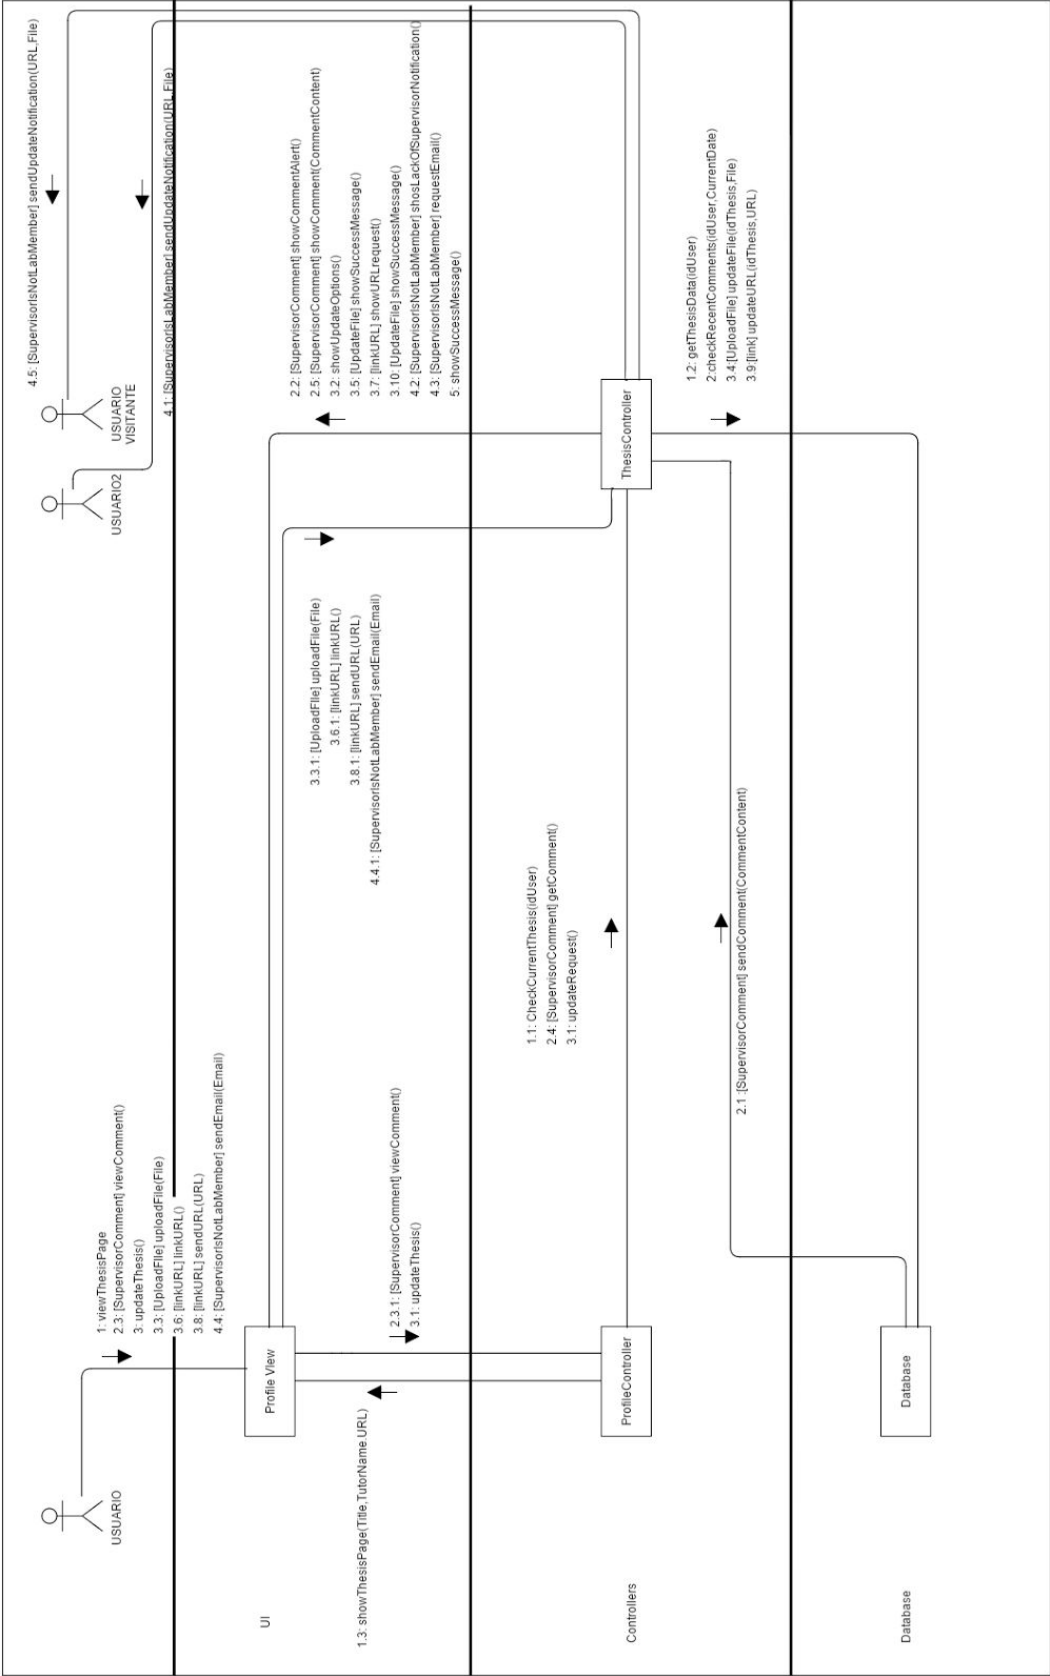 4.5: [SupervisorIsNotLabMember] sendUpdateNotification(URL,File)
4.1: [SupervisorIsLabMember] sendUpdateNotification(URL,File)
USUARIO
VISITANTE
USUARIO2
USUARIO
1: viewThesisPage
2.3: [SupervisorComment] viewComment()
3: updateThesis()
3.3: [UploadFIle] uploadFile(File)
3.6: [linkURL] linkURL()
3.8: [linkURL] sendURL(URL)
4.4: [SupervisorIsNotLabMember] sendEmail(Email)
2.2: [SupervisorComment] showCommentAlert()
2.5: [SupervisorComment] showComment(CommentContent)
3.2: showUpdateOptions()
3.5: [UpdateFile] showSuccessMessage()
3.7: [linkURL] showURLrequest()
3.10: [UpdateFile] showSuccessMessage()
4.2: [SupervisorIsNotLabMember] shosLackOfSupervisorNotification()
4.3: [SupervisorIsNotLabMember] requestEmail()
5: showSuccessMessage()
3.3.1: [UploadFIle] uploadFile(File)
3.6.1: [linkURL] linkURL()
3.8.1: [linkURL] sendURL(URL)
4.4.1: [SupervisorIsNotLabMember] sendEmail(Email)
UI
Profile View
1.3: showThesisPage(Title,TutorName.URL)
2.3.1: [SupervisorComment] viewComment()
3.1: updateThesis()
1.1: CheckCurrentThesis(idUser)
2.4: [SupervisorComment] getComment()
3.1: updateRequest()
Controllers
ProfileController
ThesisController
1.2: getThesisData(idUser)
2:checkRecentComments(idUser,CurrentDate)
3.4:[UploadFile] updateFile(idThesis,File)
3.9:[link] updateURL(idThesis,URL)
2.1 :[SupervisorComment] sendComment(CommentContent)
Database
Database